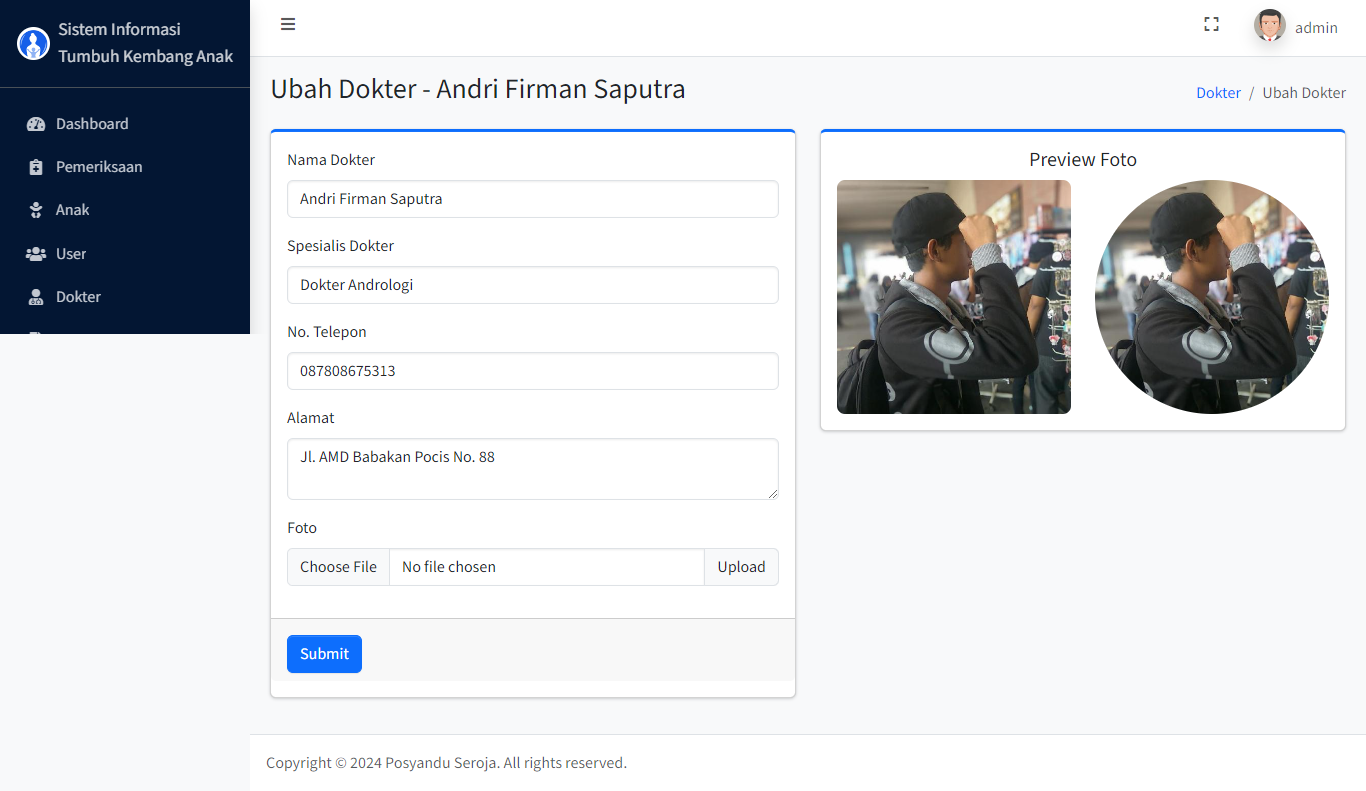 Sistem Informasi
Tumbuh Kembang Anak
admin
Dashboard
Pemeriksaan
Anak
User
Dokter
Ubah Dokter - Andri Firman Saputra
Dokter / Ubah Dokter
Nama Dokter
Andri Firman Saputra
Spesialis Dokter
Dokter Andrologi
No. Telepon
087808675313
Alamat
Jl. AMD Babakan Pocis No. 88
Foto
Choose File No file chosen Upload
Submit
Preview Foto
Copyright © 2024 Posyandu Seroja. All rights reserved.